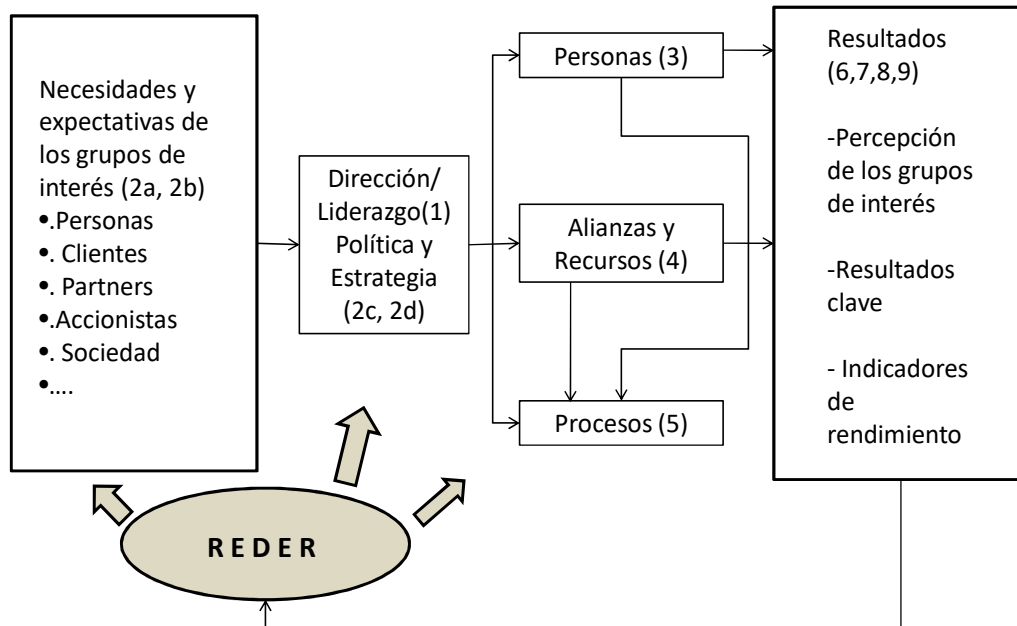 Necesidades y
expectativas de
los grupos de
interés (2a, 2b)
•.Personas
•. Clientes
•. Partners
•.Accionistas
•. Sociedad
•....
Dirección/
Liderazgo(1)
Política y
Estrategia
(2c, 2d)
Personas (3)
Alianzas y
Recursos (4)
Procesos (5)
Resultados
(6,7,8,9)
-Percepción
de los grupos
de interés
-Resultados
clave
- Indicadores
de
rendimiento
R E D E R